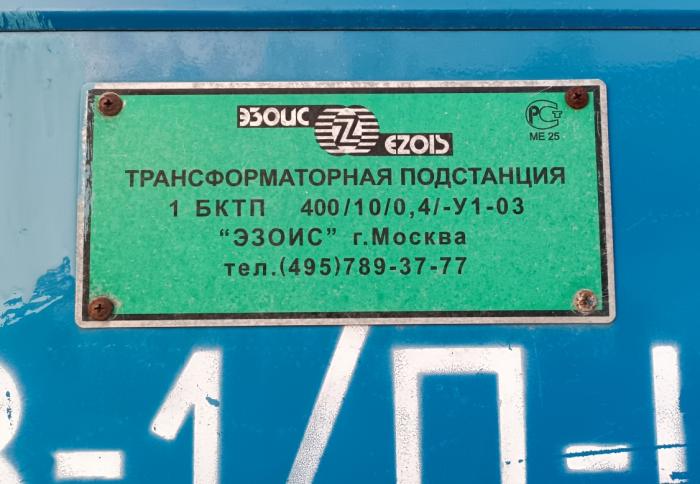 ЭЗОИС Z EZOIS
РСТ
МЕ 25
ТРАНСФОРМАТОРНАЯ ПОДСТАНЦИЯ
1 БКТП 400/10/0,4/-У1-03
"ЭЗОИС" г.Москва
тел.(495)789-37-77
-1/П-